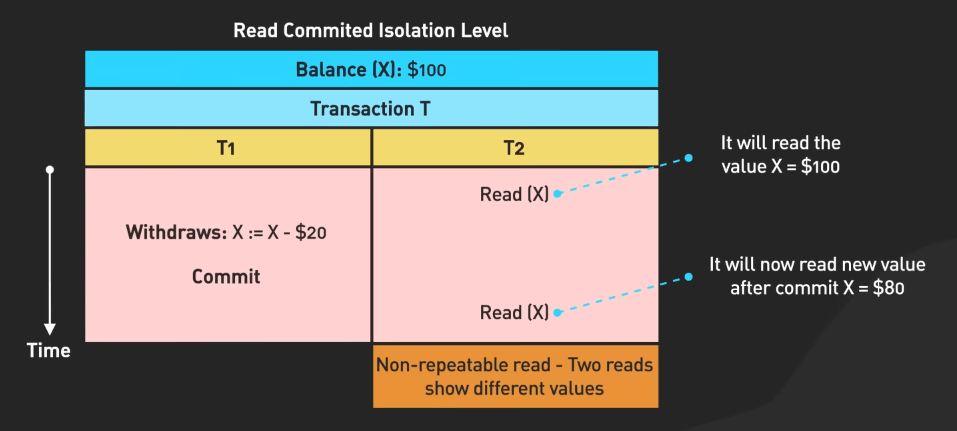 Read Commited Isolation Level
Balance (X): $100
Transaction T
T1
T2
It will read the
value X = $100
Read (X)
Withdraws: X := X - $20
Commit
It will now read new value
after commit X = $80
Read (X)
Time
Non-repeatable read - Two reads
show different values